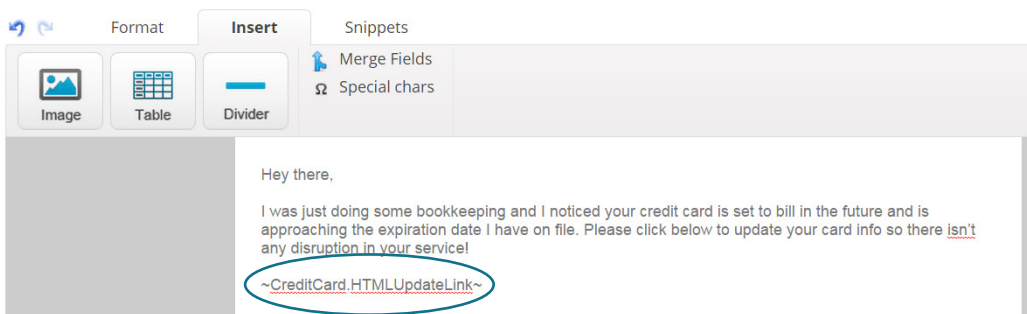 Format Insert Snippets
Image Table Divider
Merge Fields
Ω Special chars
Hey there,
I was just doing some bookkeeping and I noticed your credit card is set to bill in the future and is
approaching the expiration date I have on file. Please click below to update your card info so there isn't
any disruption in your service!
~CreditCard.HTMLUpdateLink~